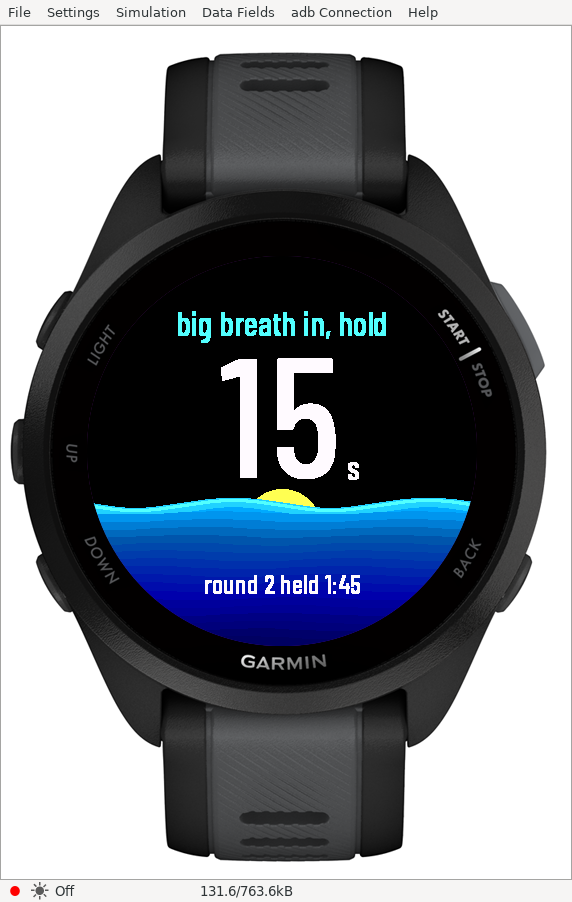 File Settings Simulation Data Fields adb Connection Help
big breath in, hold
START
STOP
LIGHT
15 s
UP
DOWN
BACK
round 2 held 1:45
GARMIN
Off 131.6/763.6kB